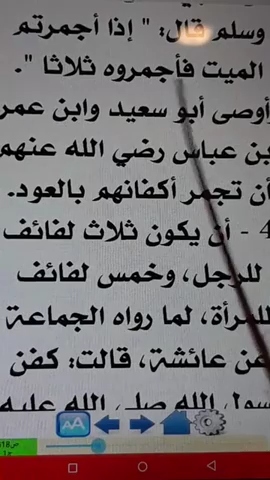 وسلم قال: " إذا أجمرتم
الميت فأجمروه ثلاثا ".
أوصى أبو سعيد وابن عمر
بن عباس رضي الله عنهم
أن تجمر أكفانهم بالعود.
4 - أن يكون ثلاث لفائف
للرجل، وخمس لفائف
للمرأة، لما رواه الجماعة
عن عائشة، قالت: كفن
رسول الله صلى الله عليه
AA